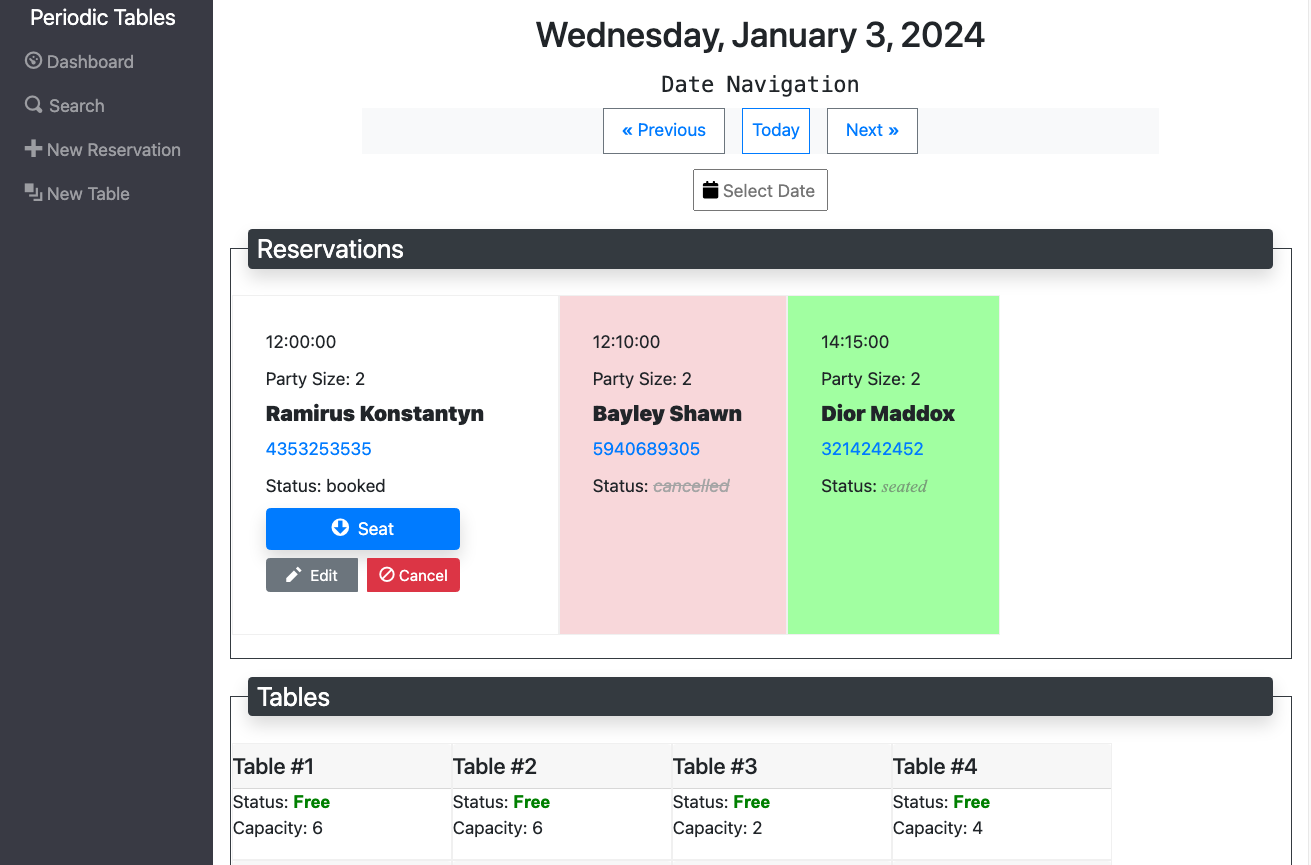 Periodic Tables
Dashboard
Search
New Reservation
New Table
Wednesday, January 3, 2024
Date Navigation
« Previous
Today
Next »
Select Date
Reservations
12:00:00
Party Size: 2
Ramirus Konstantyn
4353253535
Status: booked
Seat
Edit
Cancel
12:10:00
Party Size: 2
Bayley Shawn
5940689305
Status: cancelled
14:15:00
Party Size: 2
Dior Maddox
3214242452
Status: seated
Tables
Table #1
Status: Free
Capacity: 6
Table #2
Status: Free
Capacity: 6
Table #3
Status: Free
Capacity: 2
Table #4
Status: Free
Capacity: 4